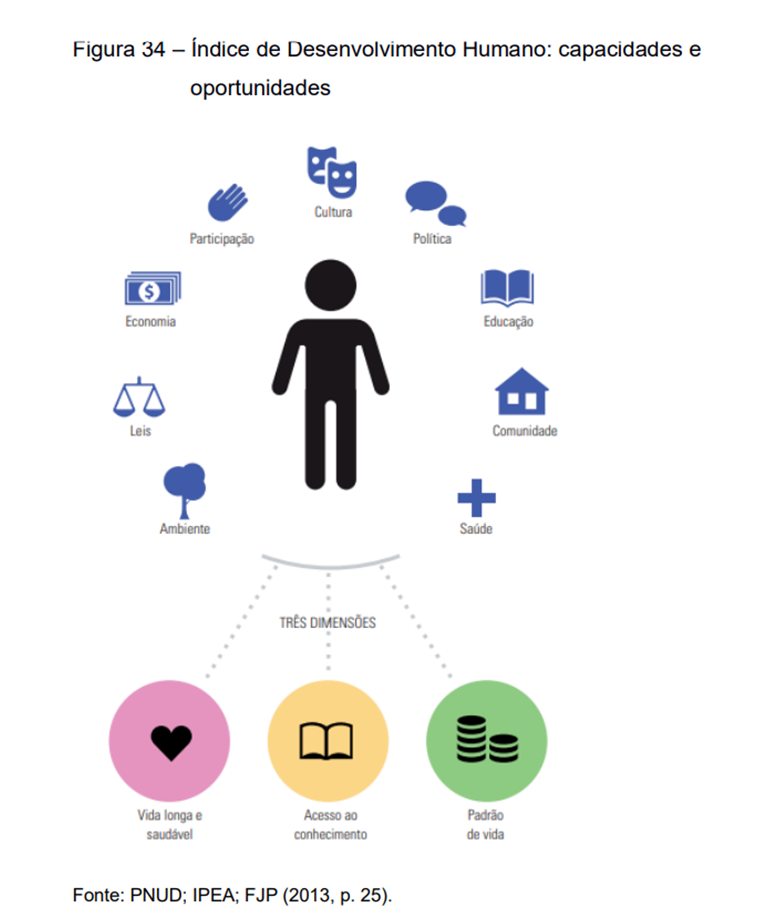 Figura 34 – Índice de Desenvolvimento Humano: capacidades e
oportunidades
Cultura
Participação
Política
Economia
Educação
Leis
Comunidade
Ambiente
Saúde
TRÊS DIMENSÕES
Vida longa e
saudável
Acesso ao
conhecimento
Padrão
de vida
Fonte: PNUD; IPEA; FJP (2013, p. 25).